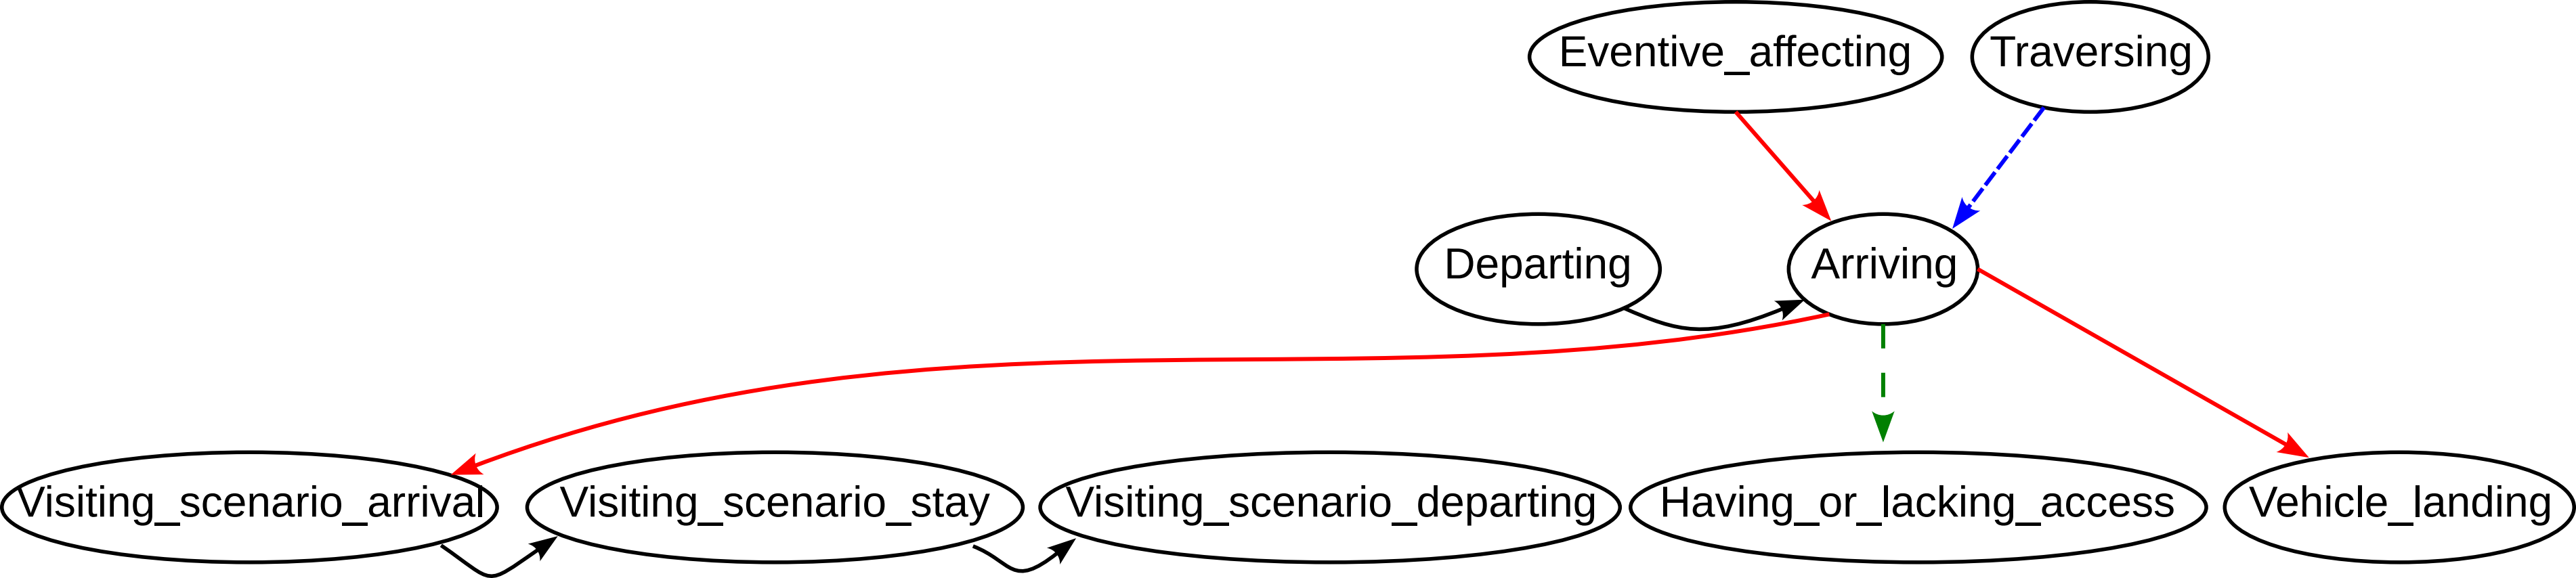 Eventive_affecting
Traversing
Departing
Arriving
Visiting_scenario_arrival
Visiting_scenario_stay
Visiting_scenario_departing
Having_or_lacking_access
Vehicle_landing